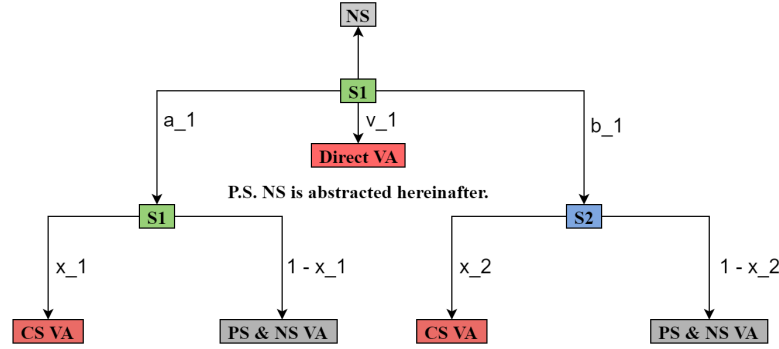 NS
S1
a_1
v_1
b_1
Direct VA
P.S. NS is abstracted hereinafter.
S1
S2
x_1
1 - x_1
x_2
1 - x_2
CS VA
PS & NS VA
CS VA
PS & NS VA